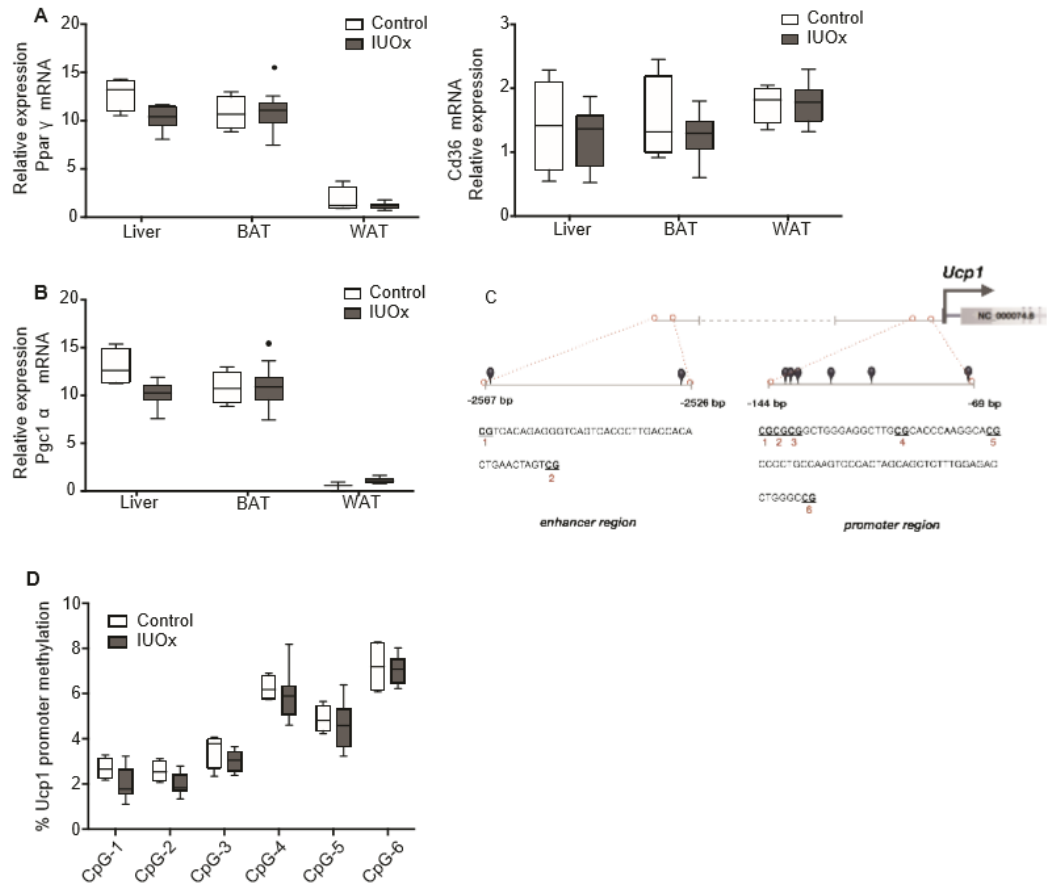 A
20
15
10
5
0
Relative expression
Ppar γ mRNA
Control
IUOx
Liver
BAT
WAT
3
2
1
0
Cd36 mRNA
Relative expression
Control
IUOx
Liver
BAT
WAT
B
20
15
10
5
0
Relative expression
Pgc1 α mRNA
Control
IUOx
Liver
BAT
WAT
C
Ucp1
NC_000074.6
-2567 bp
-2526 bp
-144 bp
-69 bp
1
CTGAACTAGTCG
2
enhancer region
CGCGCGGCTGGGAGGCTTGCGCACCCAAGGCACG
1 2 3 4 5
CTGGGCCG
6
promoter region
D
10
8
6
4
2
0
% Ucp1 promoter methylation
Control
IUOx
CpG-1
CpG-2
CpG-3
CpG-4
CpG-5
CpG-6